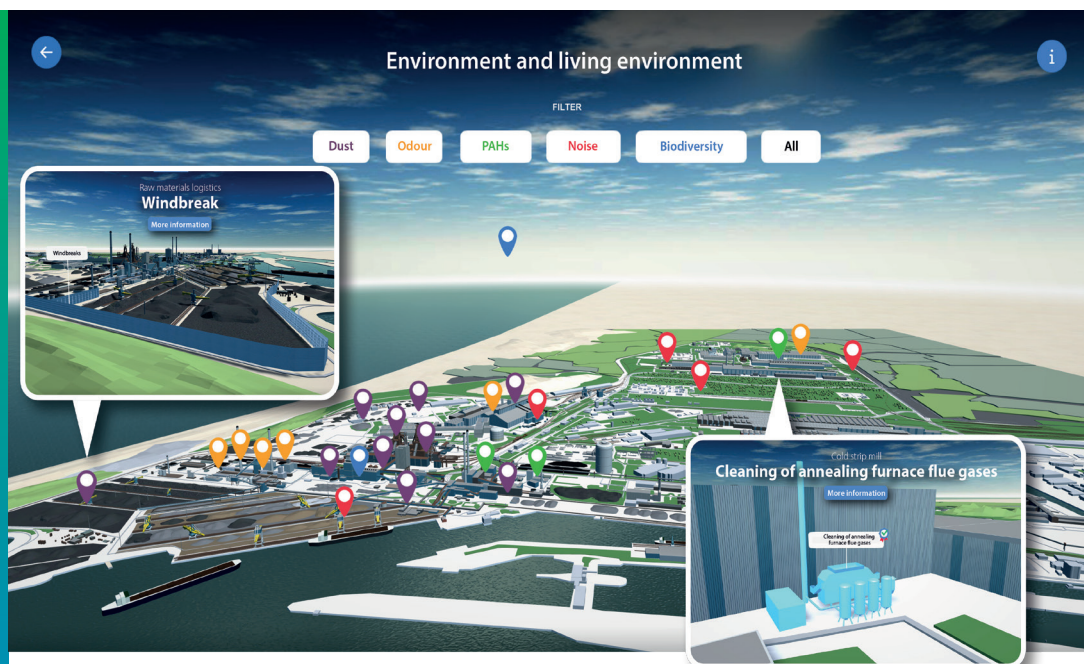 Environment and living environment
i
FILTER
Dust
Odour
PAHs
Noise
Biodiversity
All
Raw materials logistics
Windbreak
More information
Windbreaks
Cold strip mill
Cleaning of annealing furnace flue gases
More information
Cleaning of annealing
furnace flue gases